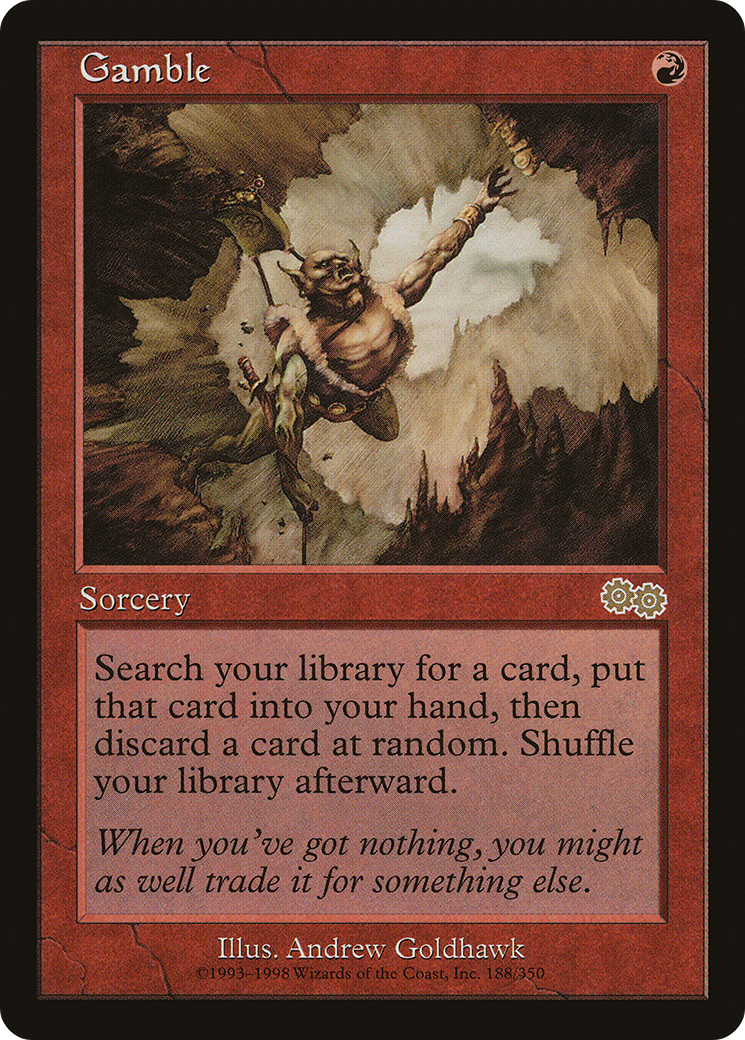 Gamble
Sorcery
Search your library for a card, put
that card into your hand, then
discard a card at random. Shuffle
your library afterward.
When you've got nothing, you might
as well trade it for something else.
Illus. Andrew Goldhawk
©1993–1998 Wizards of the Coast, Inc. 188/350